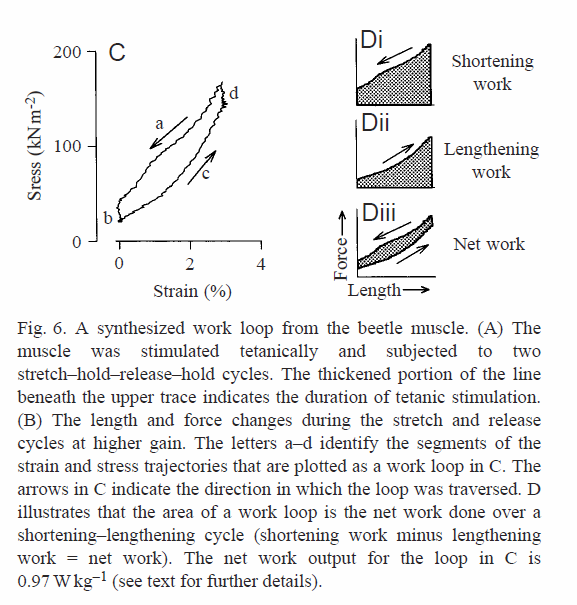 C
200
100
0
Sress (kN m-2)
a
b
c
d
0 2 4
Strain (%)
Di
Shortening
work
Dii
Lengthening
work
Diii
Net work
Force
Length
Fig. 6. A synthesized work loop from the beetle muscle. (A) The
muscle was stimulated tetanically and subjected to two
stretch–hold–release–hold cycles. The thickened portion of the line
beneath the upper trace indicates the duration of tetanic stimulation.
(B) The length and force changes during the stretch and release
cycles at higher gain. The letters a–d identify the segments of the
strain and stress trajectories that are plotted as a work loop in C. The
arrows in C indicate the direction in which the loop was traversed. D
illustrates that the area of a work loop is the net work done over a
shortening–lengthening cycle (shortening work minus lengthening
work = net work). The net work output for the loop in C is
0.97 W kg−1 (see text for further details).